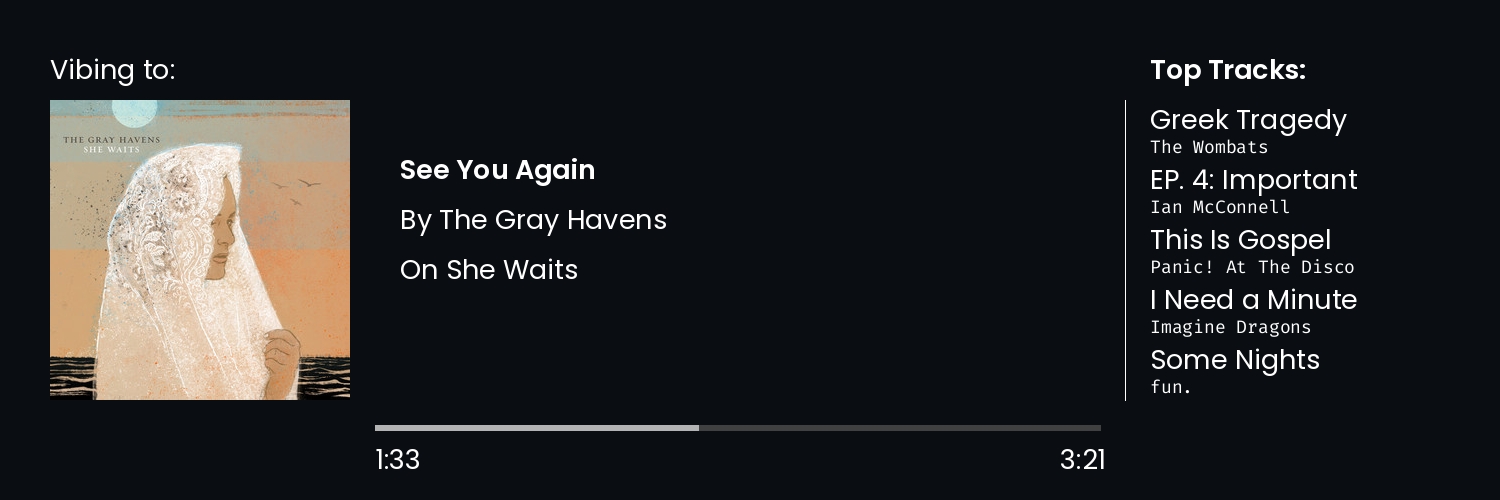 Vibing to:
THE GRAY HAVENS
SHE WAITS
See You Again
By The Gray Havens
On She Waits
1:33
3:21
Top Tracks:
Greek Tragedy
The Wombats
EP. 4: Important
Ian McConnell
This Is Gospel
Panic! At The Disco
I Need a Minute
Imagine Dragons
Some Nights
fun.